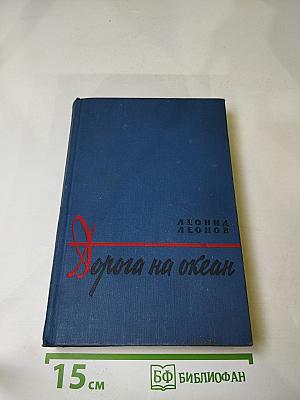 ЛЕОНИД
ЛЕОНОВ
Дорога на океан
15 см
БФ БИБЛИОФАН